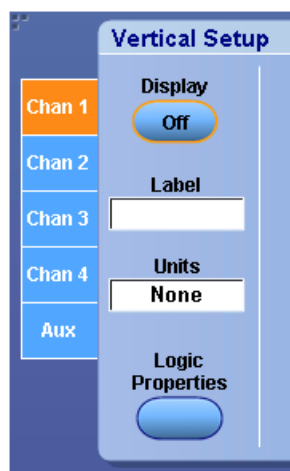 Vertical Setup
Chan 1
Chan 2
Chan 3
Chan 4
Aux
Display
Off
Label
Units
None
Logic
Properties